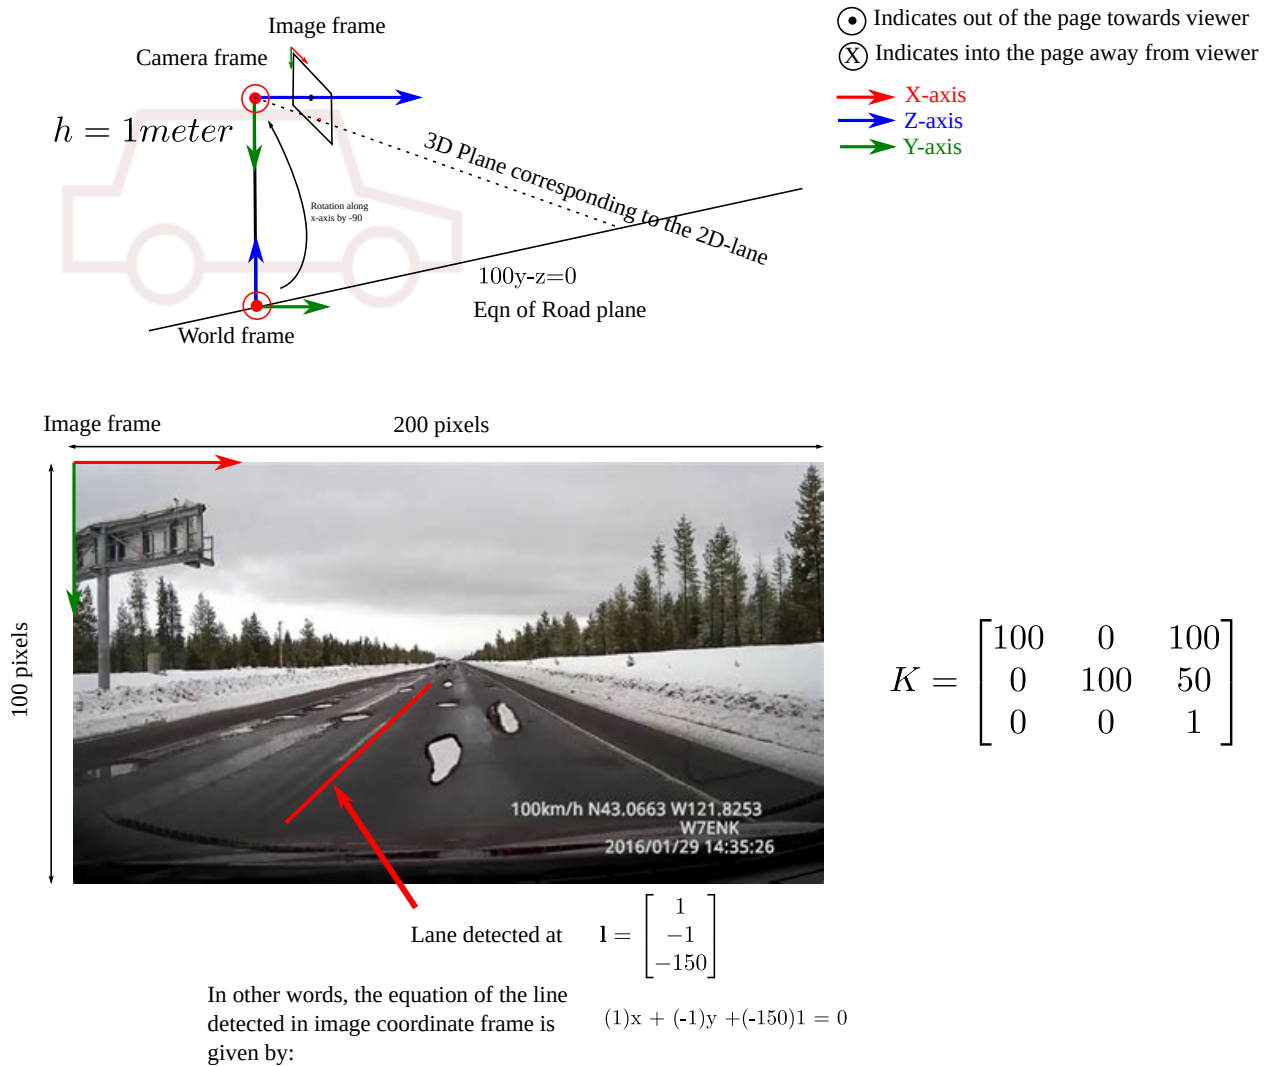 Image frame
Camera frame
h = 1meter
Rotation along
x-axis by -90
3D Plane corresponding to the 2D-lane
100y-z=0
Eqn of Road plane
World frame
Indicates out of the page towards viewer
X Indicates into the page away from viewer
X-axis
Z-axis
Y-axis
Image frame
200 pixels
100 pixels
100km/h N43.0663 W121.8253
W7ENK
2016/01/29 14:35:26
K = [100 0 100
0 100 50
0 0 1]
Lane detected at l = [1
−1
−150]
In other words, the equation of the line
detected in image coordinate frame is
given by:
(1)x + (-1)y +(-150)1 = 0